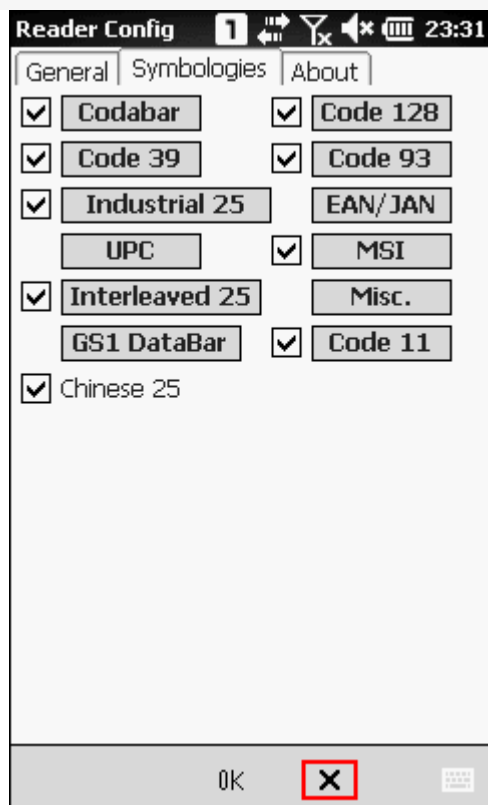 Reader Config 1 23:31
General Symbologies About
Codabar Code 128
Code 39 Code 93
Industrial 25 EAN/JAN
UPC MSI
Interleaved 25 Misc.
GS1 DataBar Code 11
Chinese 25
OK